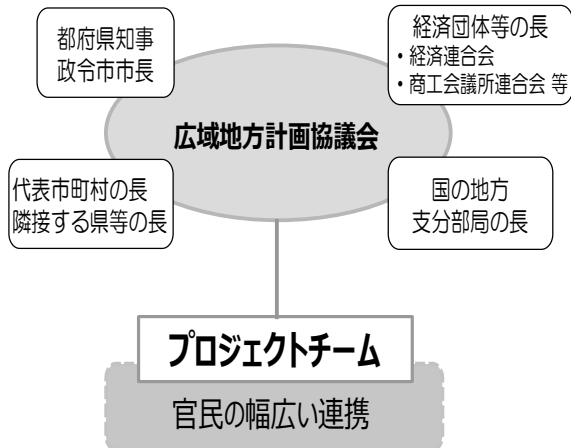 都府県知事
政令市市長
経済団体等の長
・経済連合会
・商工会議所連合会 等
広域地方計画協議会
代表市町村の長
隣接する県等の長
国の地方
支分部局の長
プロジェクトチーム
官民の幅広い連携